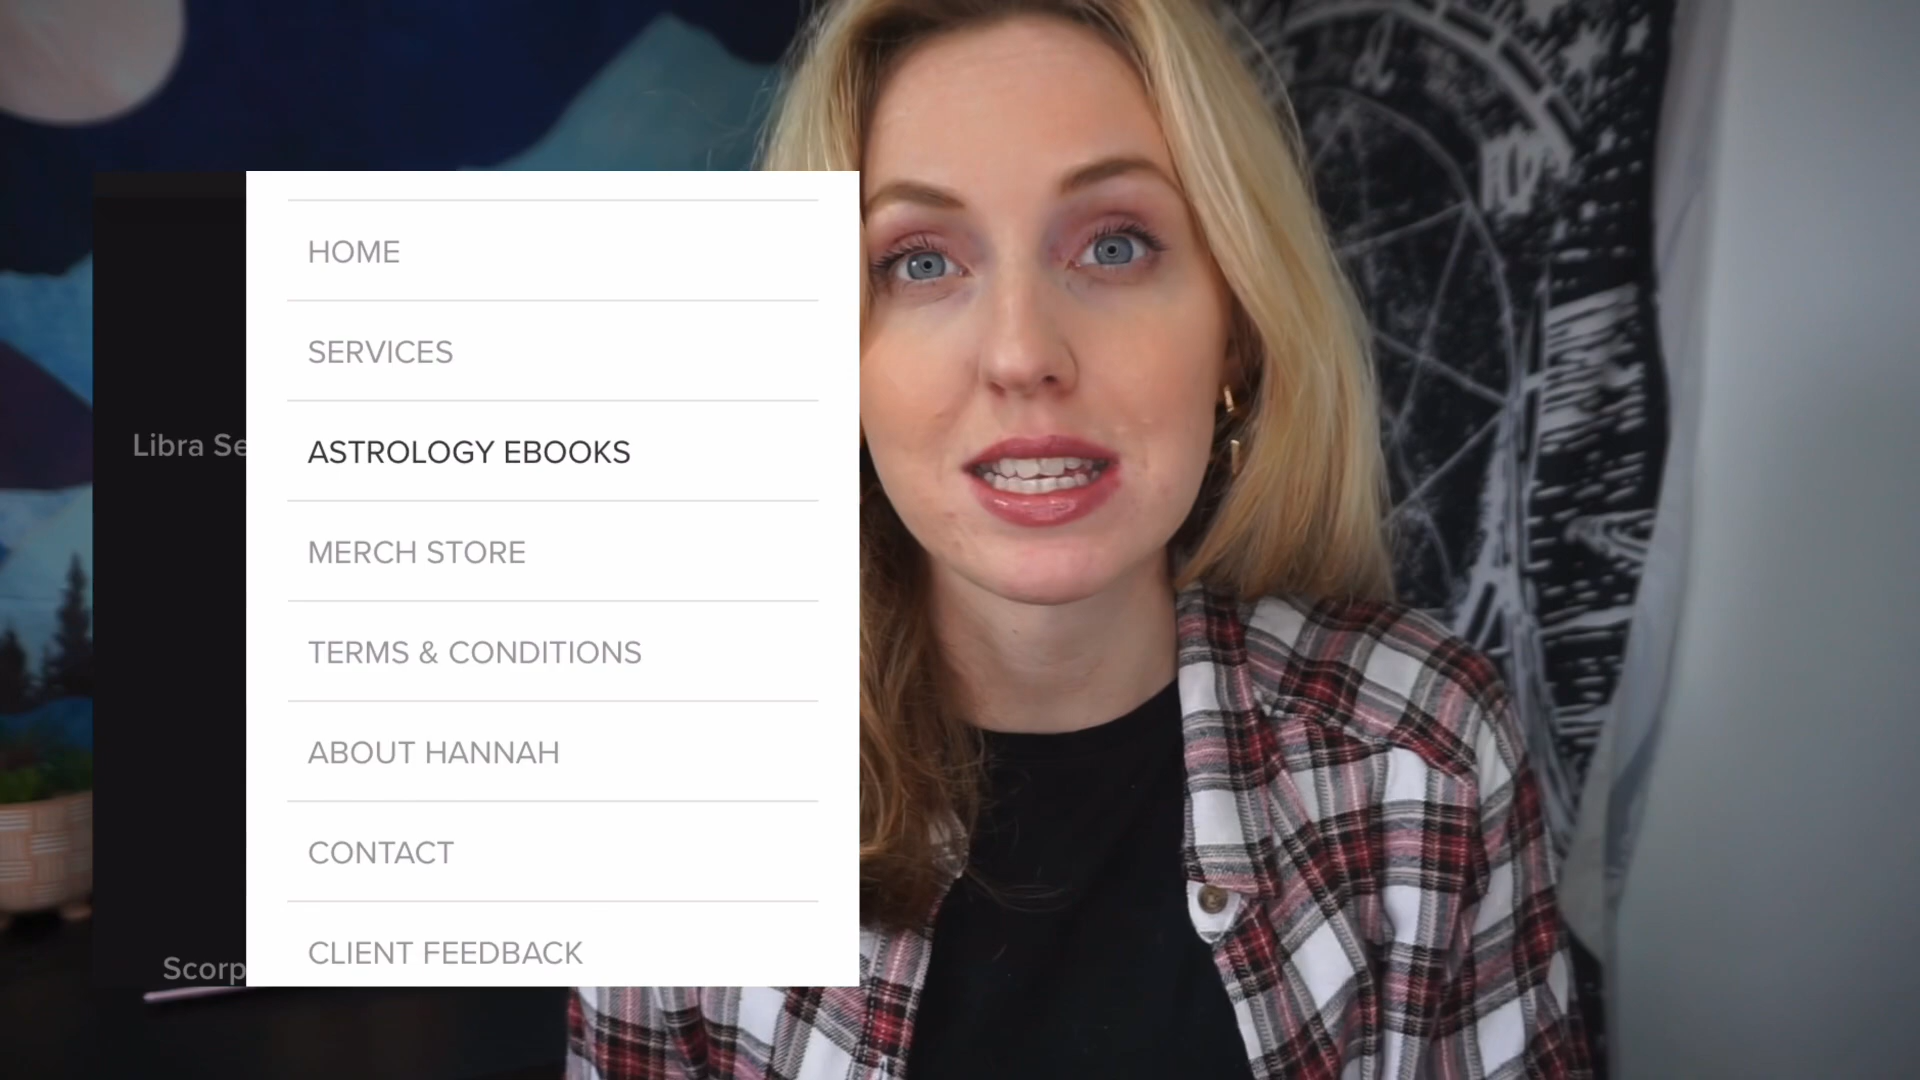 HOME
SERVICES
Libra Se
ASTROLOGY EBOOKS
MERCH STORE
TERMS & CONDITIONS
ABOUT HANNAH
CONTACT
CLIENT FEEDBACK
Scorp